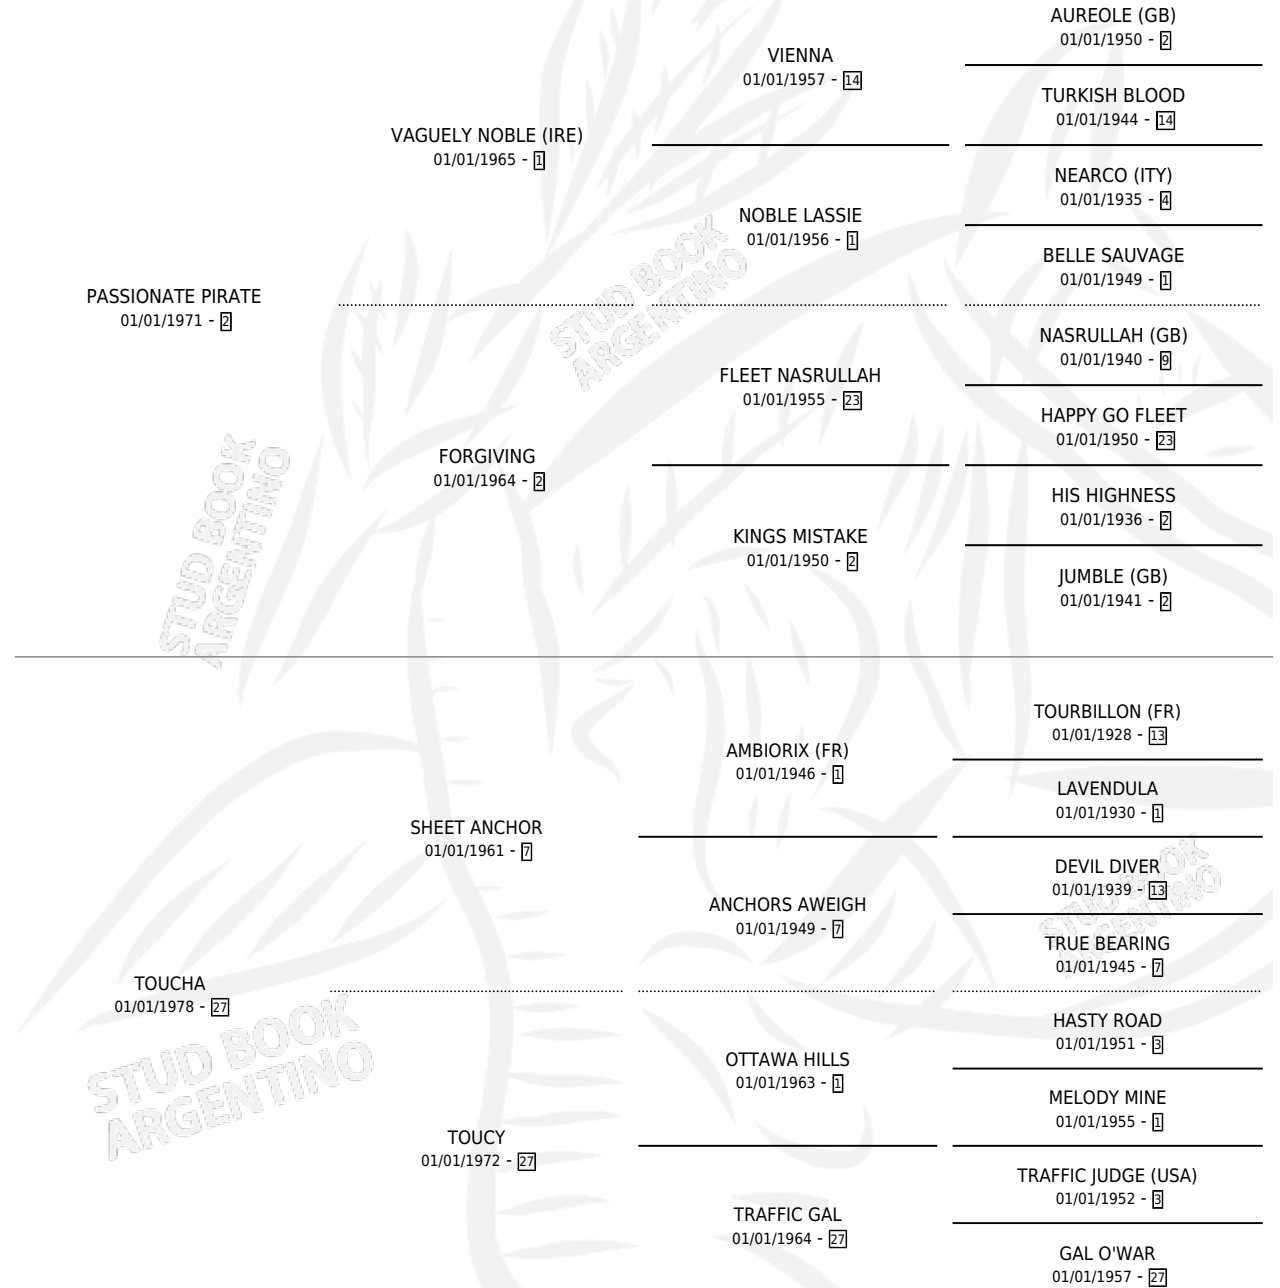 AUREOLE (GB)
01/01/1950 - 2
VIENNA
01/01/1957 - 14
TURKISH BLOOD
01/01/1944 - 14
VAGUELY NOBLE (IRE)
01/01/1965 - 1
NEARCO (ITY)
01/01/1935 - 4
NOBLE LASSIE
01/01/1956 - 1
BELLE SAUVAGE
01/01/1949 - 1
PASSIONATE PIRATE
01/01/1971 - 2
STUD BOOK
ARGENTINO
NASRULLAH (GB)
01/01/1940 - 9
FLEET NASRULLAH
01/01/1955 - 23
HAPPY GO FLEET
01/01/1950 - 23
FORGIVING
01/01/1964 - 2
HIS HIGHNESS
01/01/1936 - 2
KINGS MISTAKE
01/01/1950 - 2
JUMBLE (GB)
01/01/1941 - 2
STUD BOOK
ARGENTINO
TOURBILLON (FR)
01/01/1928 - 13
AMBIORIX (FR)
01/01/1946 - 1
LAVENDULA
01/01/1930 - 1
SHEET ANCHOR
01/01/1961 - 7
DEVIL DIVER
01/01/1939 - 13
ANCHORS AWEIGH
01/01/1949 - 7
STUD BOOK
ARGENTINO
TRUE BEARING
01/01/1945 - 7
TOUCHA
01/01/1978 - 27
HASTY ROAD
01/01/1951 - 3
OTTAWA HILLS
01/01/1963 - 1
STUD BOOK
ARGENTINO
MELODY MINE
01/01/1955 - 1
TOUCY
01/01/1972 - 27
TRAFFIC JUDGE (USA)
01/01/1952 - 3
TRAFFIC GAL
01/01/1964 - 27
GAL O'WAR
01/01/1957 - 27